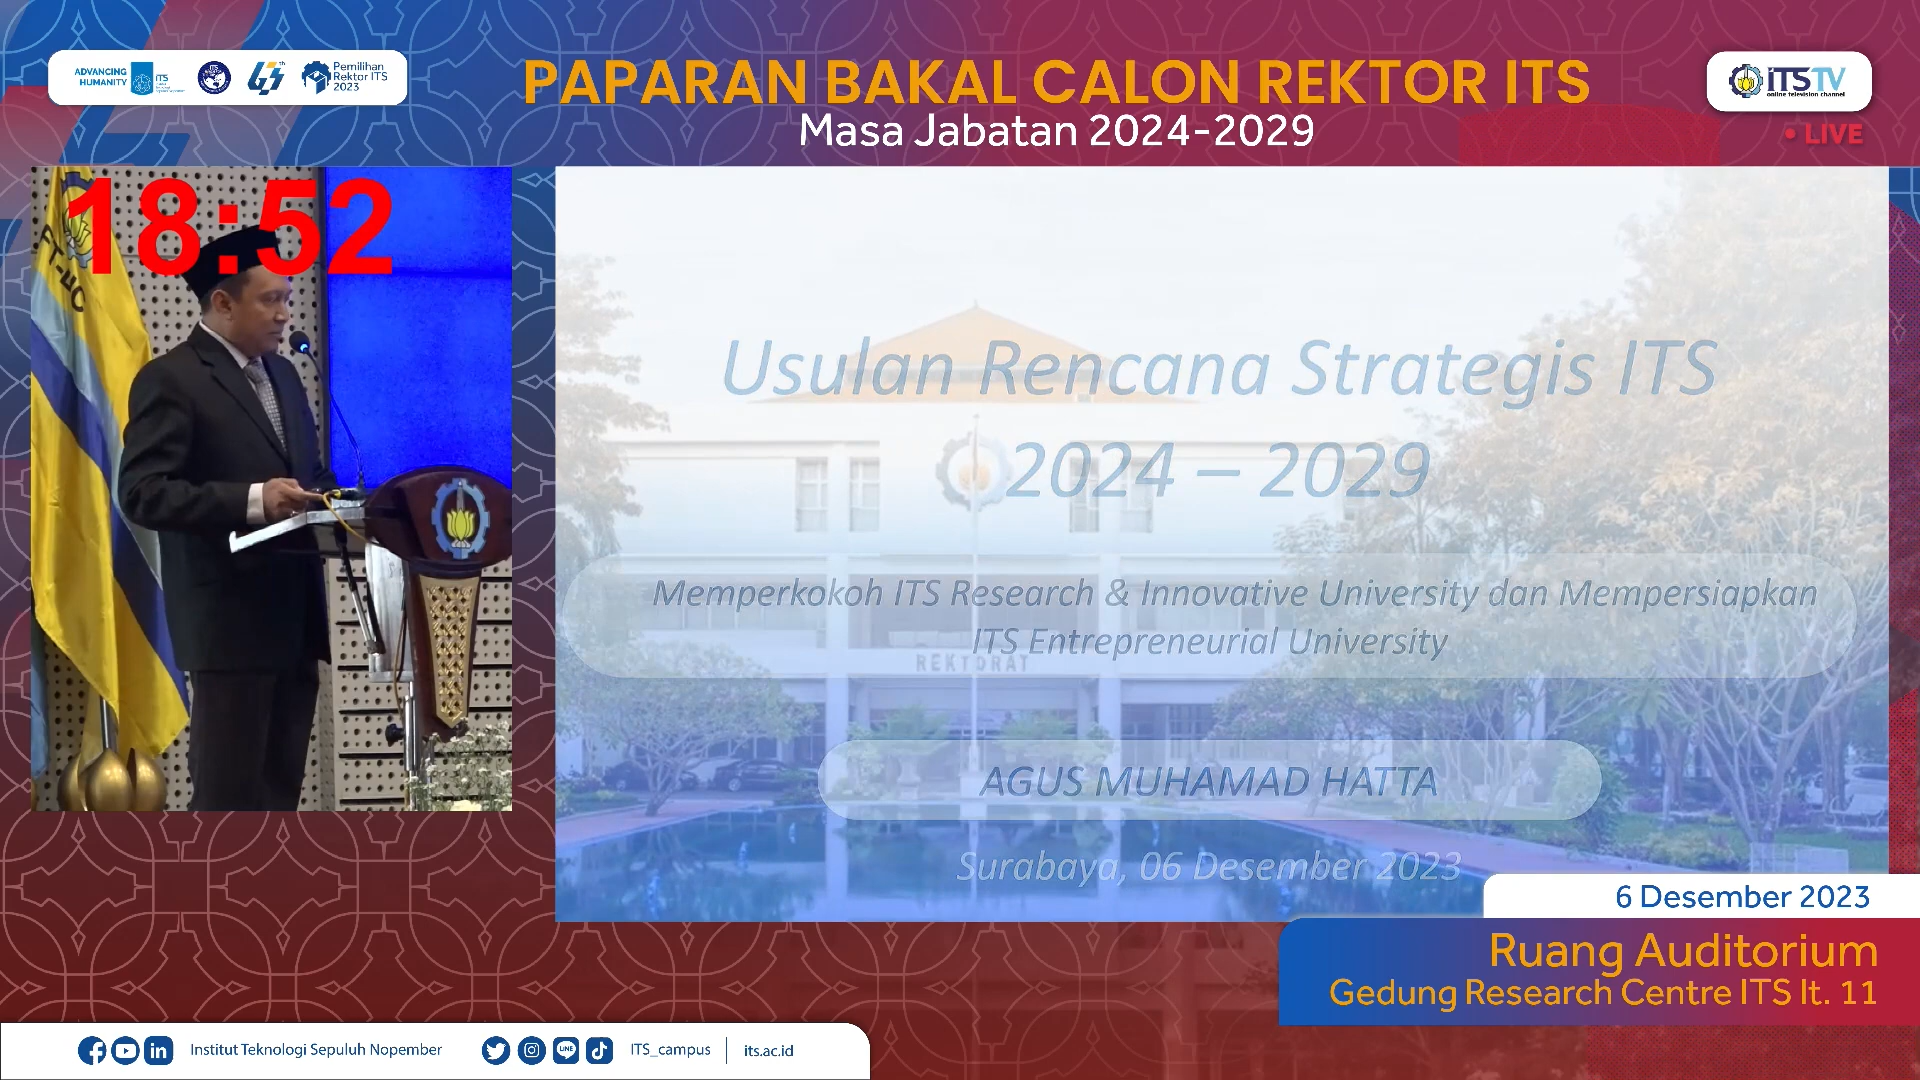 ADVANCING
HUMANITY
ITS
65th
Pemilihan
Rektor ITS
2023
PAPARAN BAKAL CALON REKTOR ITS
Masa Jabatan 2024-2029
iTSTV
online television channel
• LIVE
18:52
Usulan Rencana Strategis ITS
2024 – 2029
Memperkokoh ITS Research & Innovative University dan Mempersiapkan
ITS Entrepreneurial University
REKTORAT
AGUS MUHAMAD HATTA
Surabaya, 06 Desember 2023
6 Desember 2023
Ruang Auditorium
Gedung Research Centre ITS lt. 11
Institut Teknologi Sepuluh Nopember
LINE
ITS_campus
its.ac.id